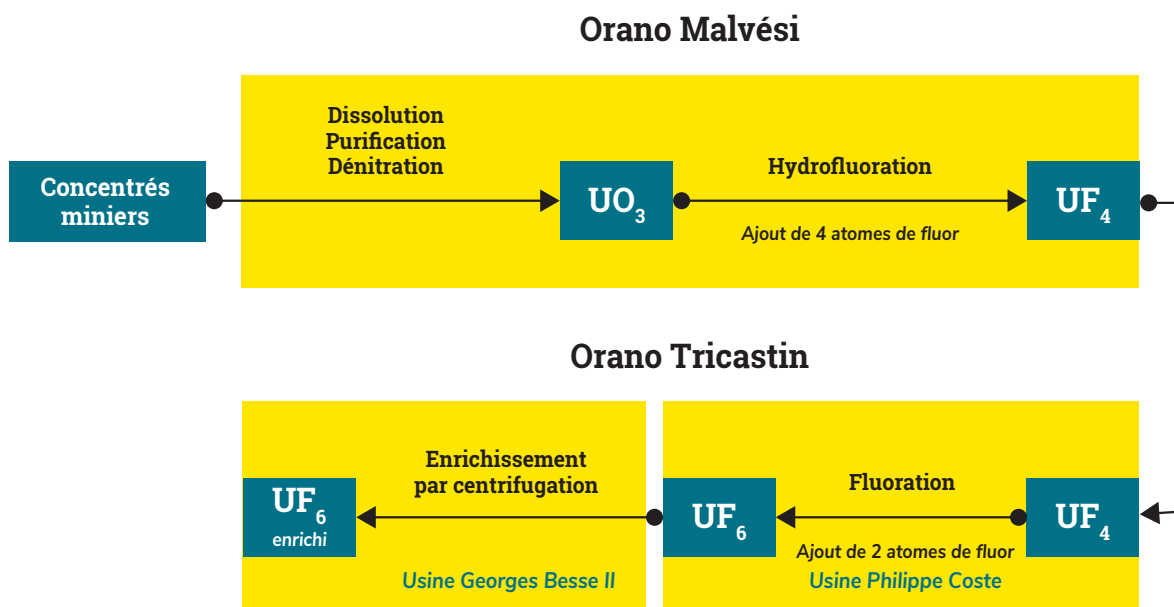 Orano Malvési
Dissolution
Purification
Dénitration
Concentrés
miniers
UO₃
Hydrofluoration
Ajout de 4 atomes de fluor
UF₄
Orano Tricastin
UF₆
enrichi
Enrichissement
par centrifugation
Usine Georges Besse II
UF₆
Fluoration
Ajout de 2 atomes de fluor
Usine Philippe Coste
UF₄